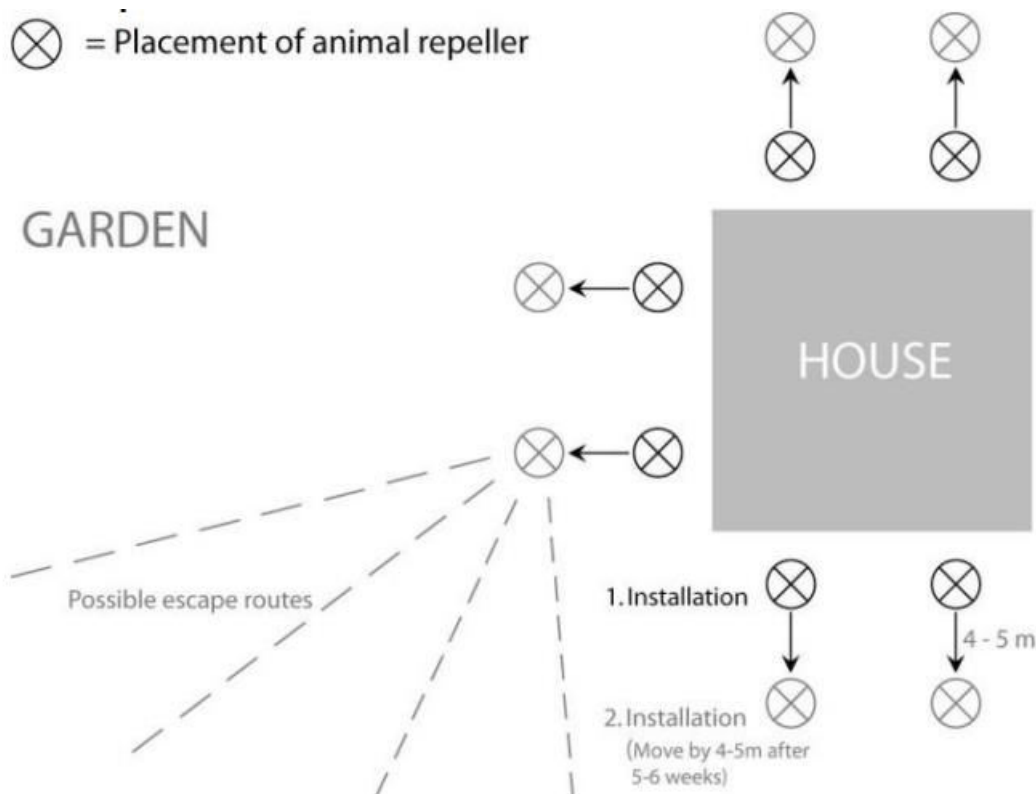 = Placement of animal repeller
GARDEN
HOUSE
Possible escape routes
1. Installation
4 - 5 m
2. Installation
(Move by 4-5m after
5-6 weeks)